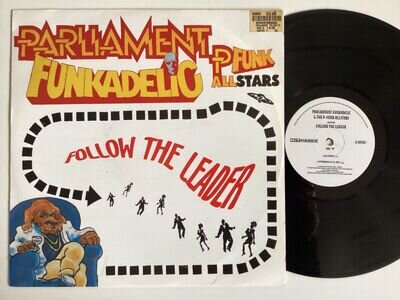 PARLIAMENT
FUNKADELIC
P FUNK
ALL STARS
FOLLOW THE LEADER
PARLIAMENT FUNKADELIC
& THE P-FUNK ALLSTARS
FOLLOW THE LEADER